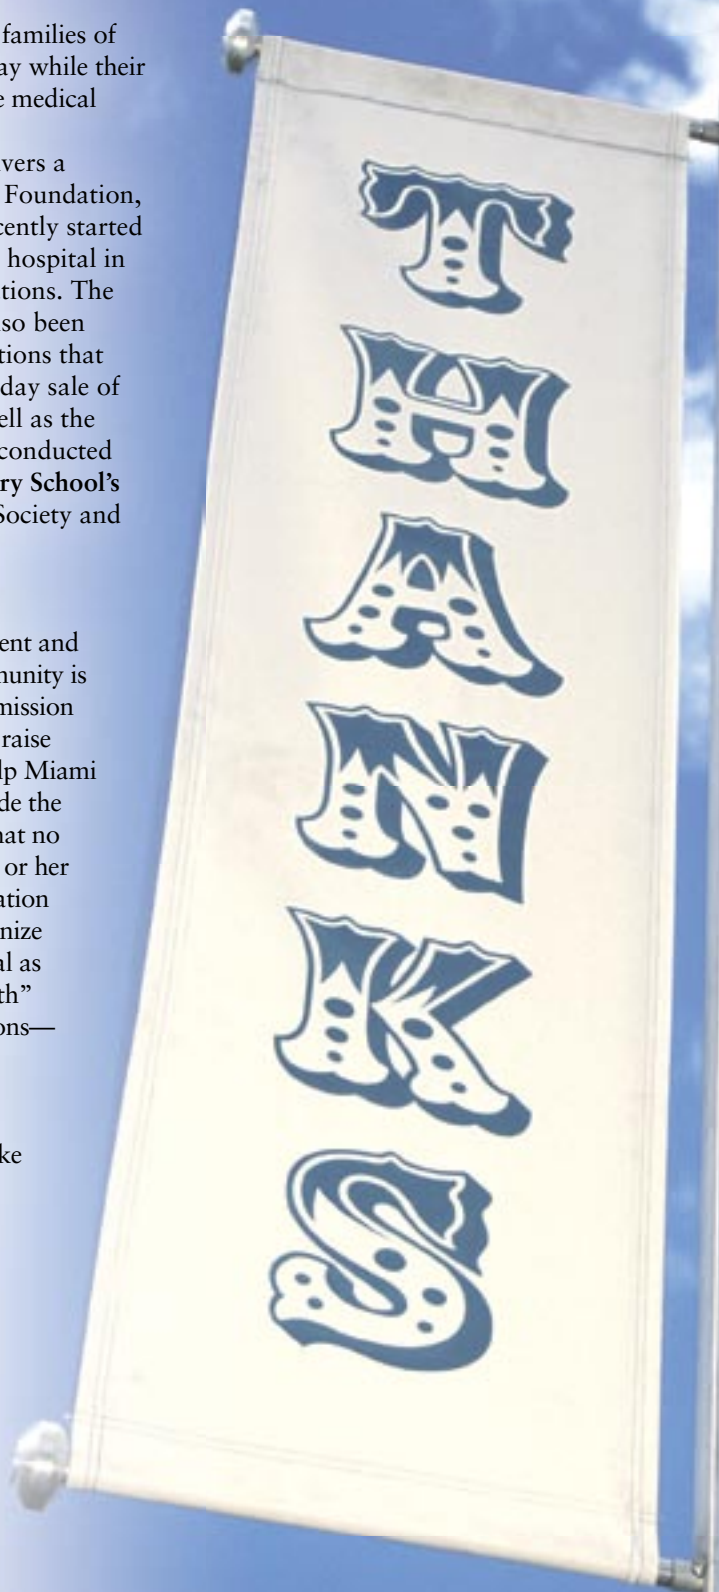 families of
ay while their
e medical
vers a
Foundation,
cently started
hospital in
tions. The
so been
tions that
day sale of
ell as the
conducted
ry School’s
Society and
ent and
munity is
mission
raise
lp Miami
de the
hat no
or her
ation
nize
al as
th”
ons—
ke
T
H
A
N
K
S